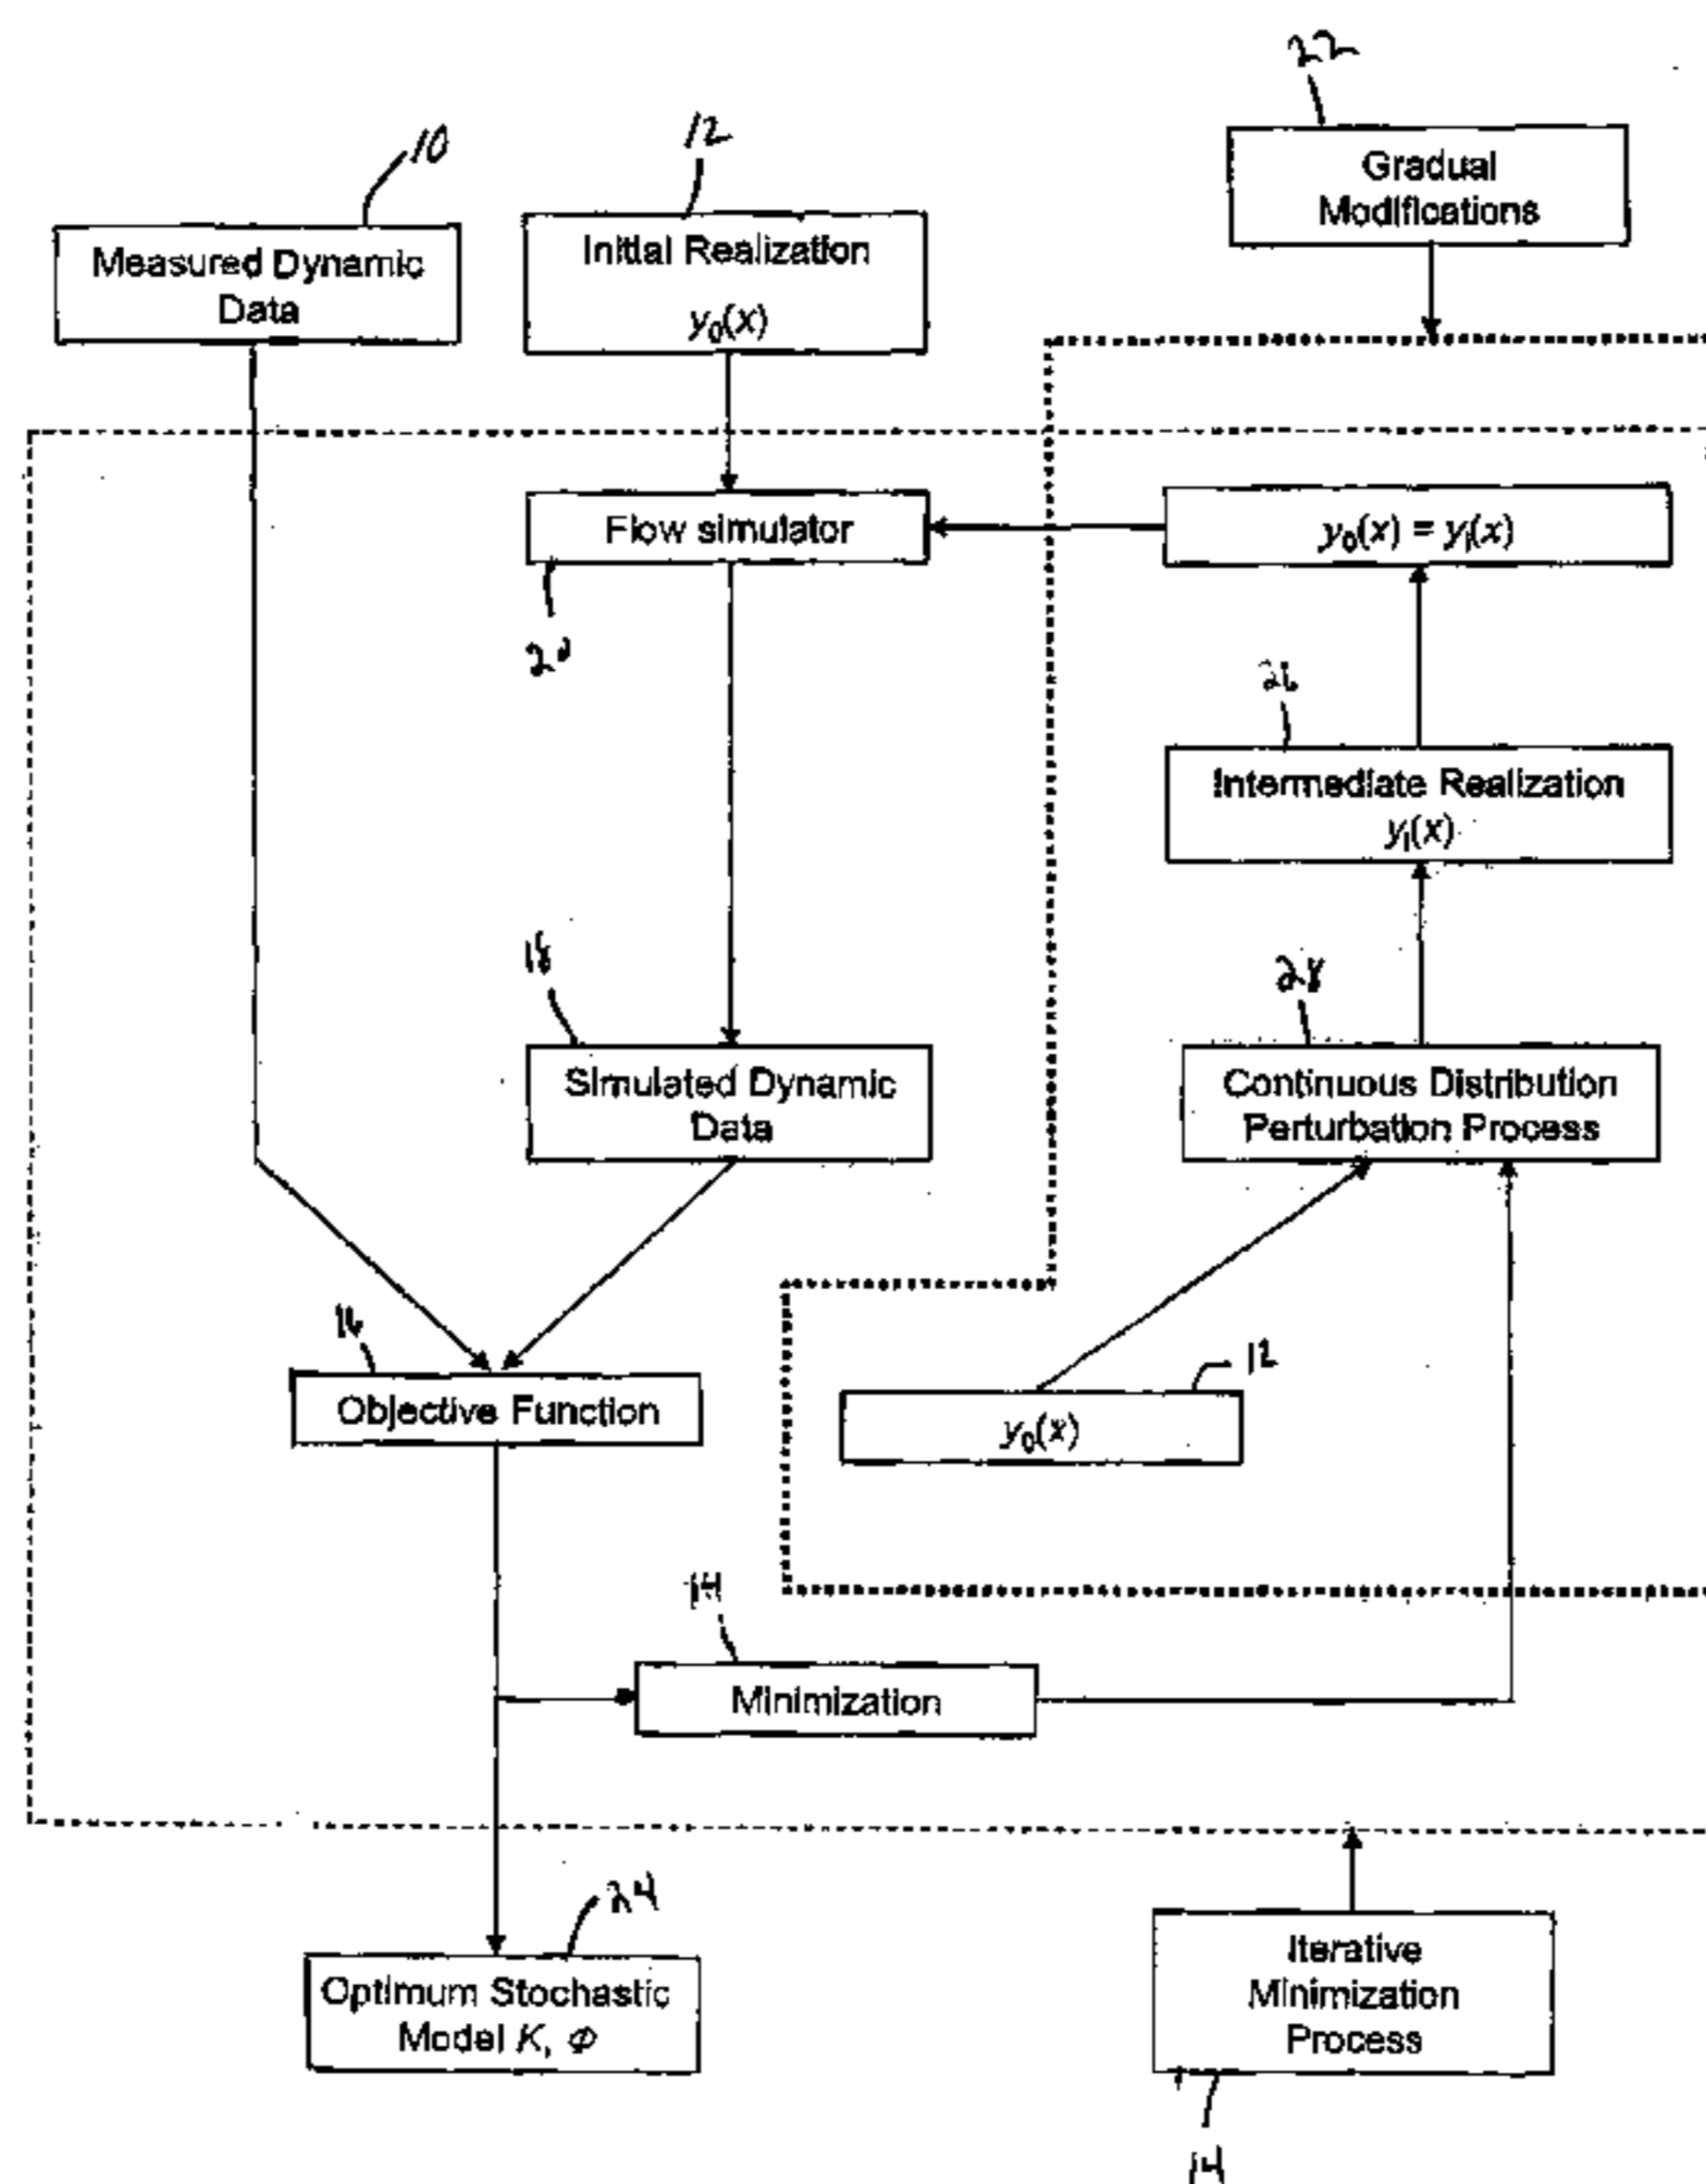 22
10
12
Gradual
Modifications
Measured Dynamic
Data
Initial Realization
y₀(x)
Flow simulator
y₀(x) = yᵢ(x)
20
26
Intermediate Realization
yᵢ(x)
18
28
Simulated Dynamic
Data
Continuous Distribution
Perturbation Process
16
Objective Function
12
y₀(x)
14
Minimization
24
Optimum Stochastic
Model K, Φ
Iterative
Minimization
Process
14